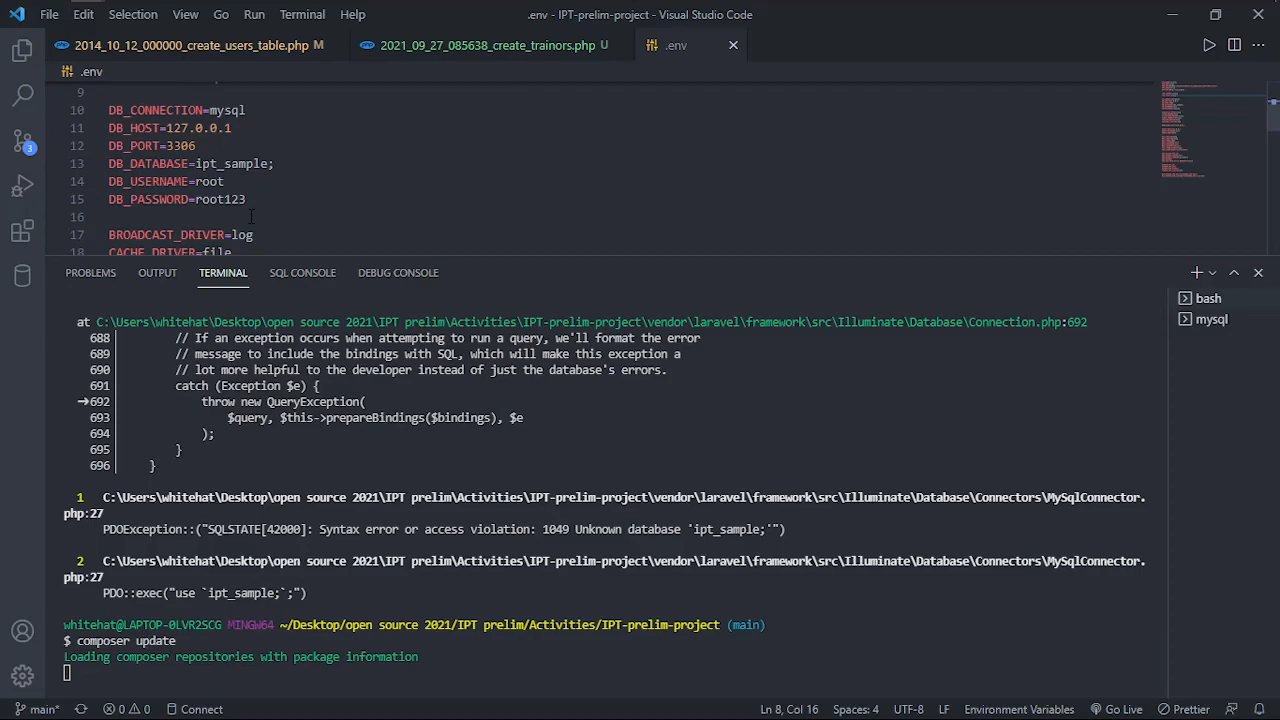 File Edit Selection View Go Run Terminal Help .env - IPT-prelim-project - Visual Studio Code
2014_10_12_000000_create_users_table.php M 2021_09_27_085638_create_trainors.php U .env
.env
9
10 DB_CONNECTION=mysql
11 DB_HOST=127.0.0.1
12 DB_PORT=3306
13 DB_DATABASE=ipt_sample;
14 DB_USERNAME=root
15 DB_PASSWORD=root123
16
17 BROADCAST_DRIVER=log
18 CACHE_DRIVER=file
3
PROBLEMS OUTPUT TERMINAL SQL CONSOLE DEBUG CONSOLE
bash
mysql
at C:\Users\whitehat\Desktop\open source 2021\IPT prelim\Activities\IPT-prelim-project\vendor\laravel\framework\src\Illuminate\Database\Connection.php:692
688 // If an exception occurs when attempting to run a query, we'll format the error
689 // message to include the bindings with SQL, which will make this exception a
690 // lot more helpful to the developer instead of just the database's errors.
691 catch (Exception $e) {
➜692 throw new QueryException(
693 $query, $this->prepareBindings($bindings), $e
694 );
695 }
696 }
1 C:\Users\whitehat\Desktop\open source 2021\IPT prelim\Activities\IPT-prelim-project\vendor\laravel\framework\src\Illuminate\Database\Connectors\MySqlConnector.
php:27
PDOException::("SQLSTATE[42000]: Syntax error or access violation: 1049 Unknown database 'ipt_sample;'")
2 C:\Users\whitehat\Desktop\open source 2021\IPT prelim\Activities\IPT-prelim-project\vendor\laravel\framework\src\Illuminate\Database\Connectors\MySqlConnector.
php:27
PDO::exec("use `ipt_sample;`;")
whitehat@LAPTOP-0LVR2SCG MINGW64 ~/Desktop/open source 2021/IPT prelim/Activities/IPT-prelim-project (main)
$ composer update
Loading composer repositories with package information
main* 0 0 Connect Ln 8, Col 16 Spaces: 4 UTF-8 LF Environment Variables Go Live Prettier